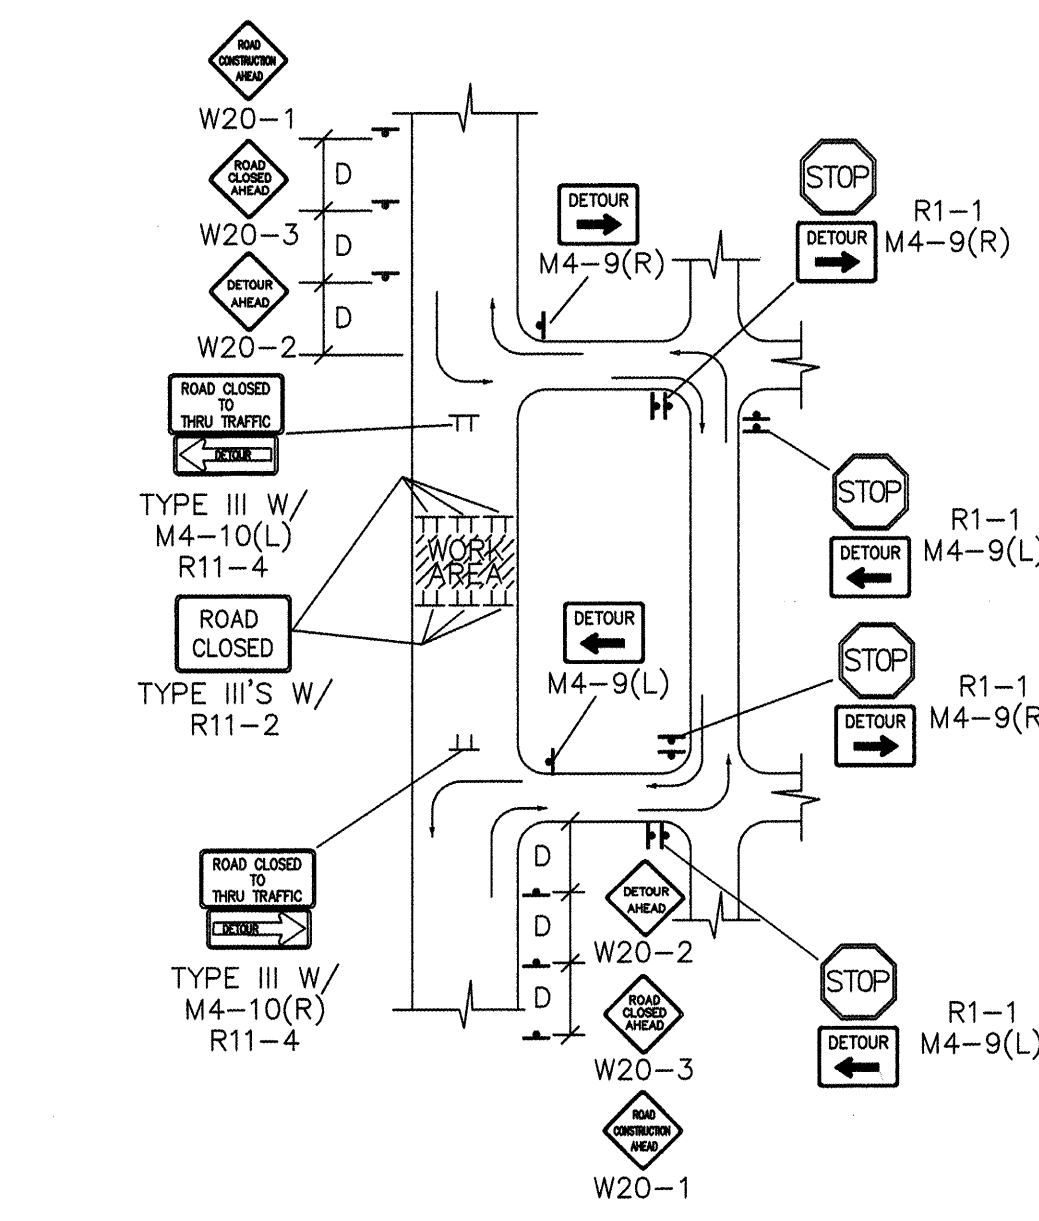 ROAD
CONSTRUCTION
AHEAD
W20-1
ROAD
CLOSED
AHEAD
W20-3
DETOUR
AHEAD
W20-2
D
D
D
DETOUR
M4-9(R)
STOP
DETOUR
R1-1
M4-9(R)
ROAD CLOSED
TO
THRU TRAFFIC
DETOUR
TYPE III W/
M4-10(L)
R11-4
WORK
AREA
STOP
DETOUR
R1-1
M4-9(L)
ROAD
CLOSED
TYPE III'S W/
R11-2
DETOUR
M4-9(L)
STOP
DETOUR
R1-1
M4-9(R
ROAD CLOSED
TO
THRU TRAFFIC
DETOUR
TYPE III W/
M4-10(R)
R11-4
D
D
D
DETOUR
AHEAD
W20-2
ROAD
CLOSED
AHEAD
W20-3
ROAD
CONSTRUCTION
AHEAD
W20-1
STOP
DETOUR
R1-1
M4-9(L)